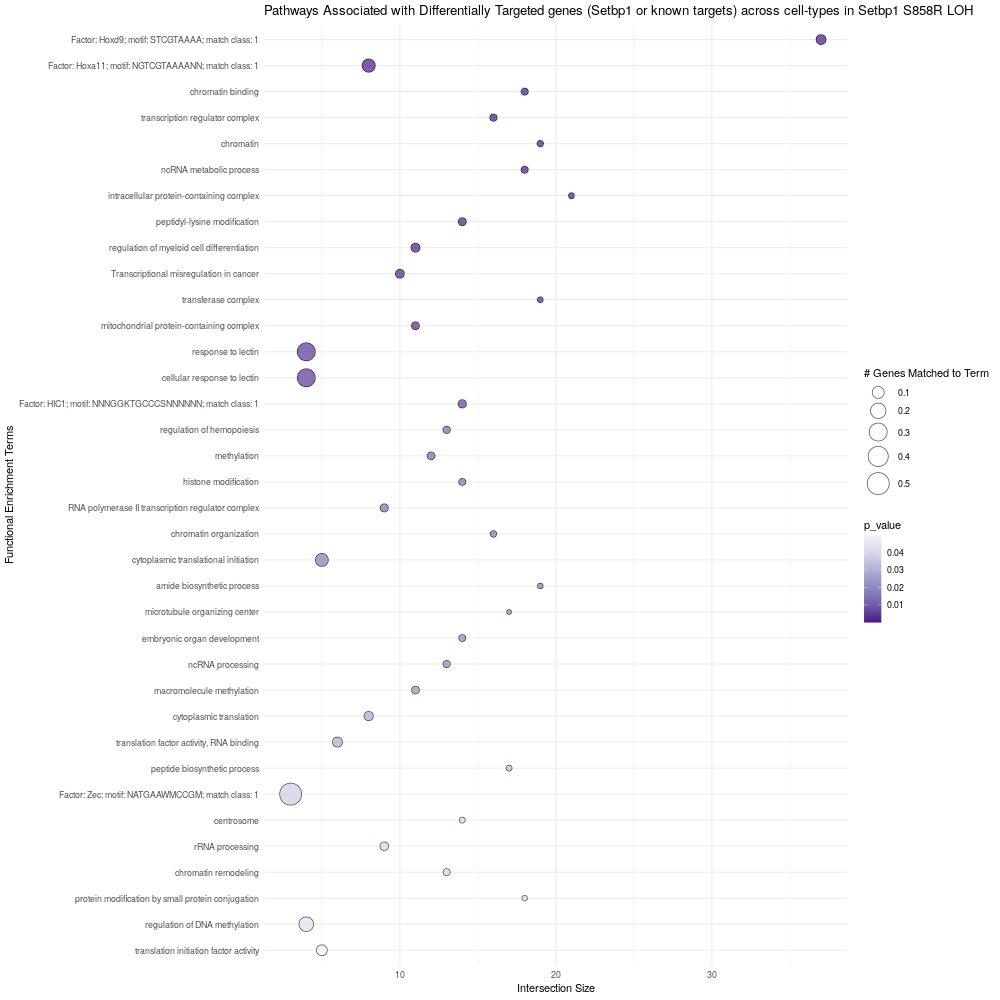 Pathways Associated with Differentially Targeted genes (Setbp1 or known targets) across cell-types in Setbp1 S858R LOH
Functional Enrichment Terms
Factor: Hoxd9; motif: STCGTAAAA; match class: 1
Factor: Hoxa11; motif: NGTCGTAAAANN; match class: 1
chromatin binding
transcription regulator complex
chromatin
ncRNA metabolic process
intracellular protein-containing complex
peptidyl-lysine modification
regulation of myeloid cell differentiation
Transcriptional misregulation in cancer
transferase complex
mitochondrial protein-containing complex
response to lectin
cellular response to lectin
Factor: HIC1; motif: NNNGGKTGCCCSNNNNNN; match class: 1
regulation of hemopoiesis
methylation
histone modification
RNA polymerase II transcription regulator complex
chromatin organization
cytoplasmic translational initiation
amide biosynthetic process
microtubule organizing center
embryonic organ development
ncRNA processing
macromolecule methylation
cytoplasmic translation
translation factor activity, RNA binding
peptide biosynthetic process
Factor: Zec; motif: NATGAAWMCCGM; match class: 1
centrosome
rRNA processing
chromatin remodeling
protein modification by small protein conjugation
regulation of DNA methylation
translation initiation factor activity
10 20 30
Intersection Size
# Genes Matched to Term
0.1
0.2
0.3
0.4
0.5
p_value
0.04
0.03
0.02
0.01